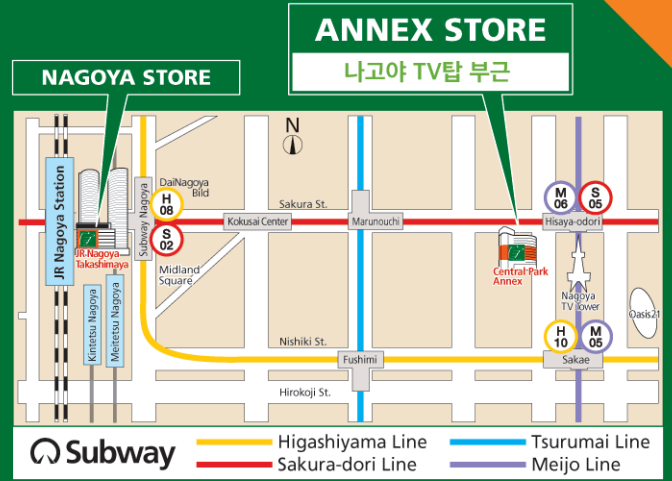 ANNEX STORE
나고야 TV탑 부근
NAGOYA STORE
N
JR Nagoya Station
JR Nagoya
Takashimaya
Kintetsu Nagoya
Meitetsu Nagoya
Subway Nagoya
DaiNagoya
Bild
H
08
S
02
Midland
Square
Sakura St.
Kokusai Center
Marunouchi
M
06
S
05
Hisaya-odori
Central Park
Annex
Nagoya
TV Tower
Oasis21
H
10
M
05
Nishiki St.
Fushimi
Sakae
Hirokoji St.
Subway
Higashiyama Line
Tsurumai Line
Sakura-dori Line
Meijo Line